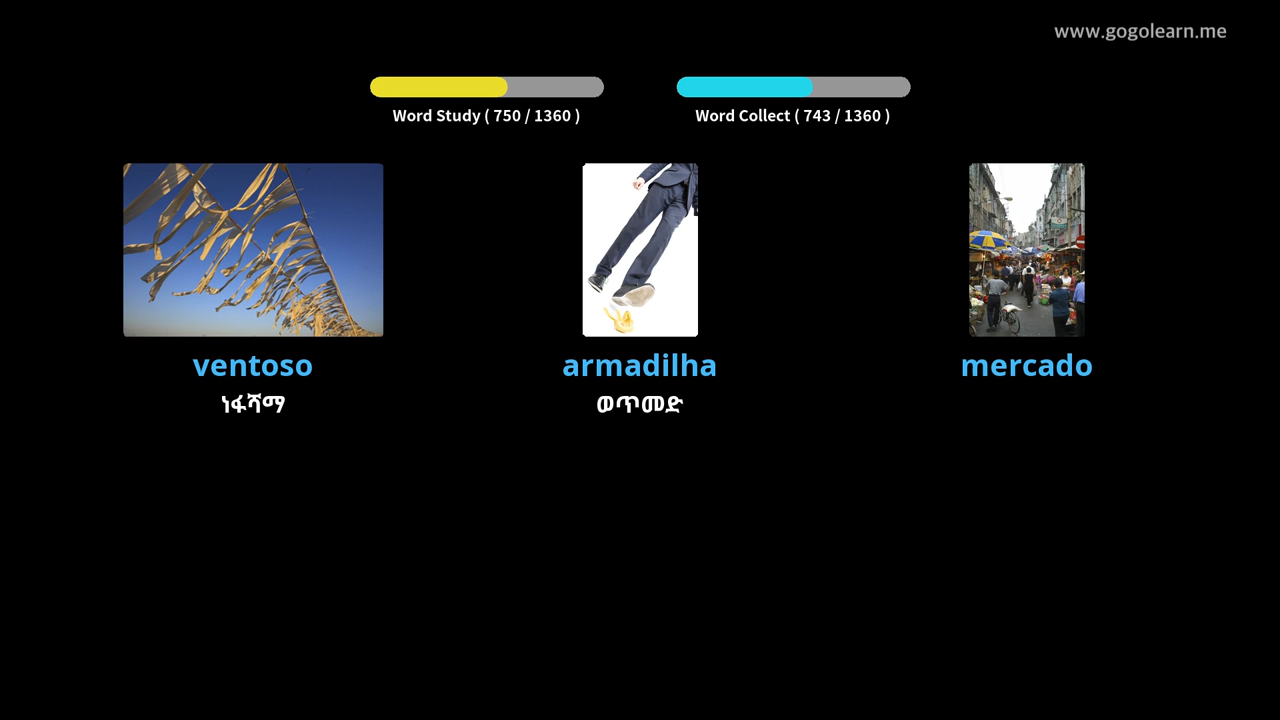 www.gogolearn.me
Word Study ( 750 / 1360 )
Word Collect ( 743 / 1360 )
ventoso
armadilha
mercado
ነፋሻማ
ወጥመድ